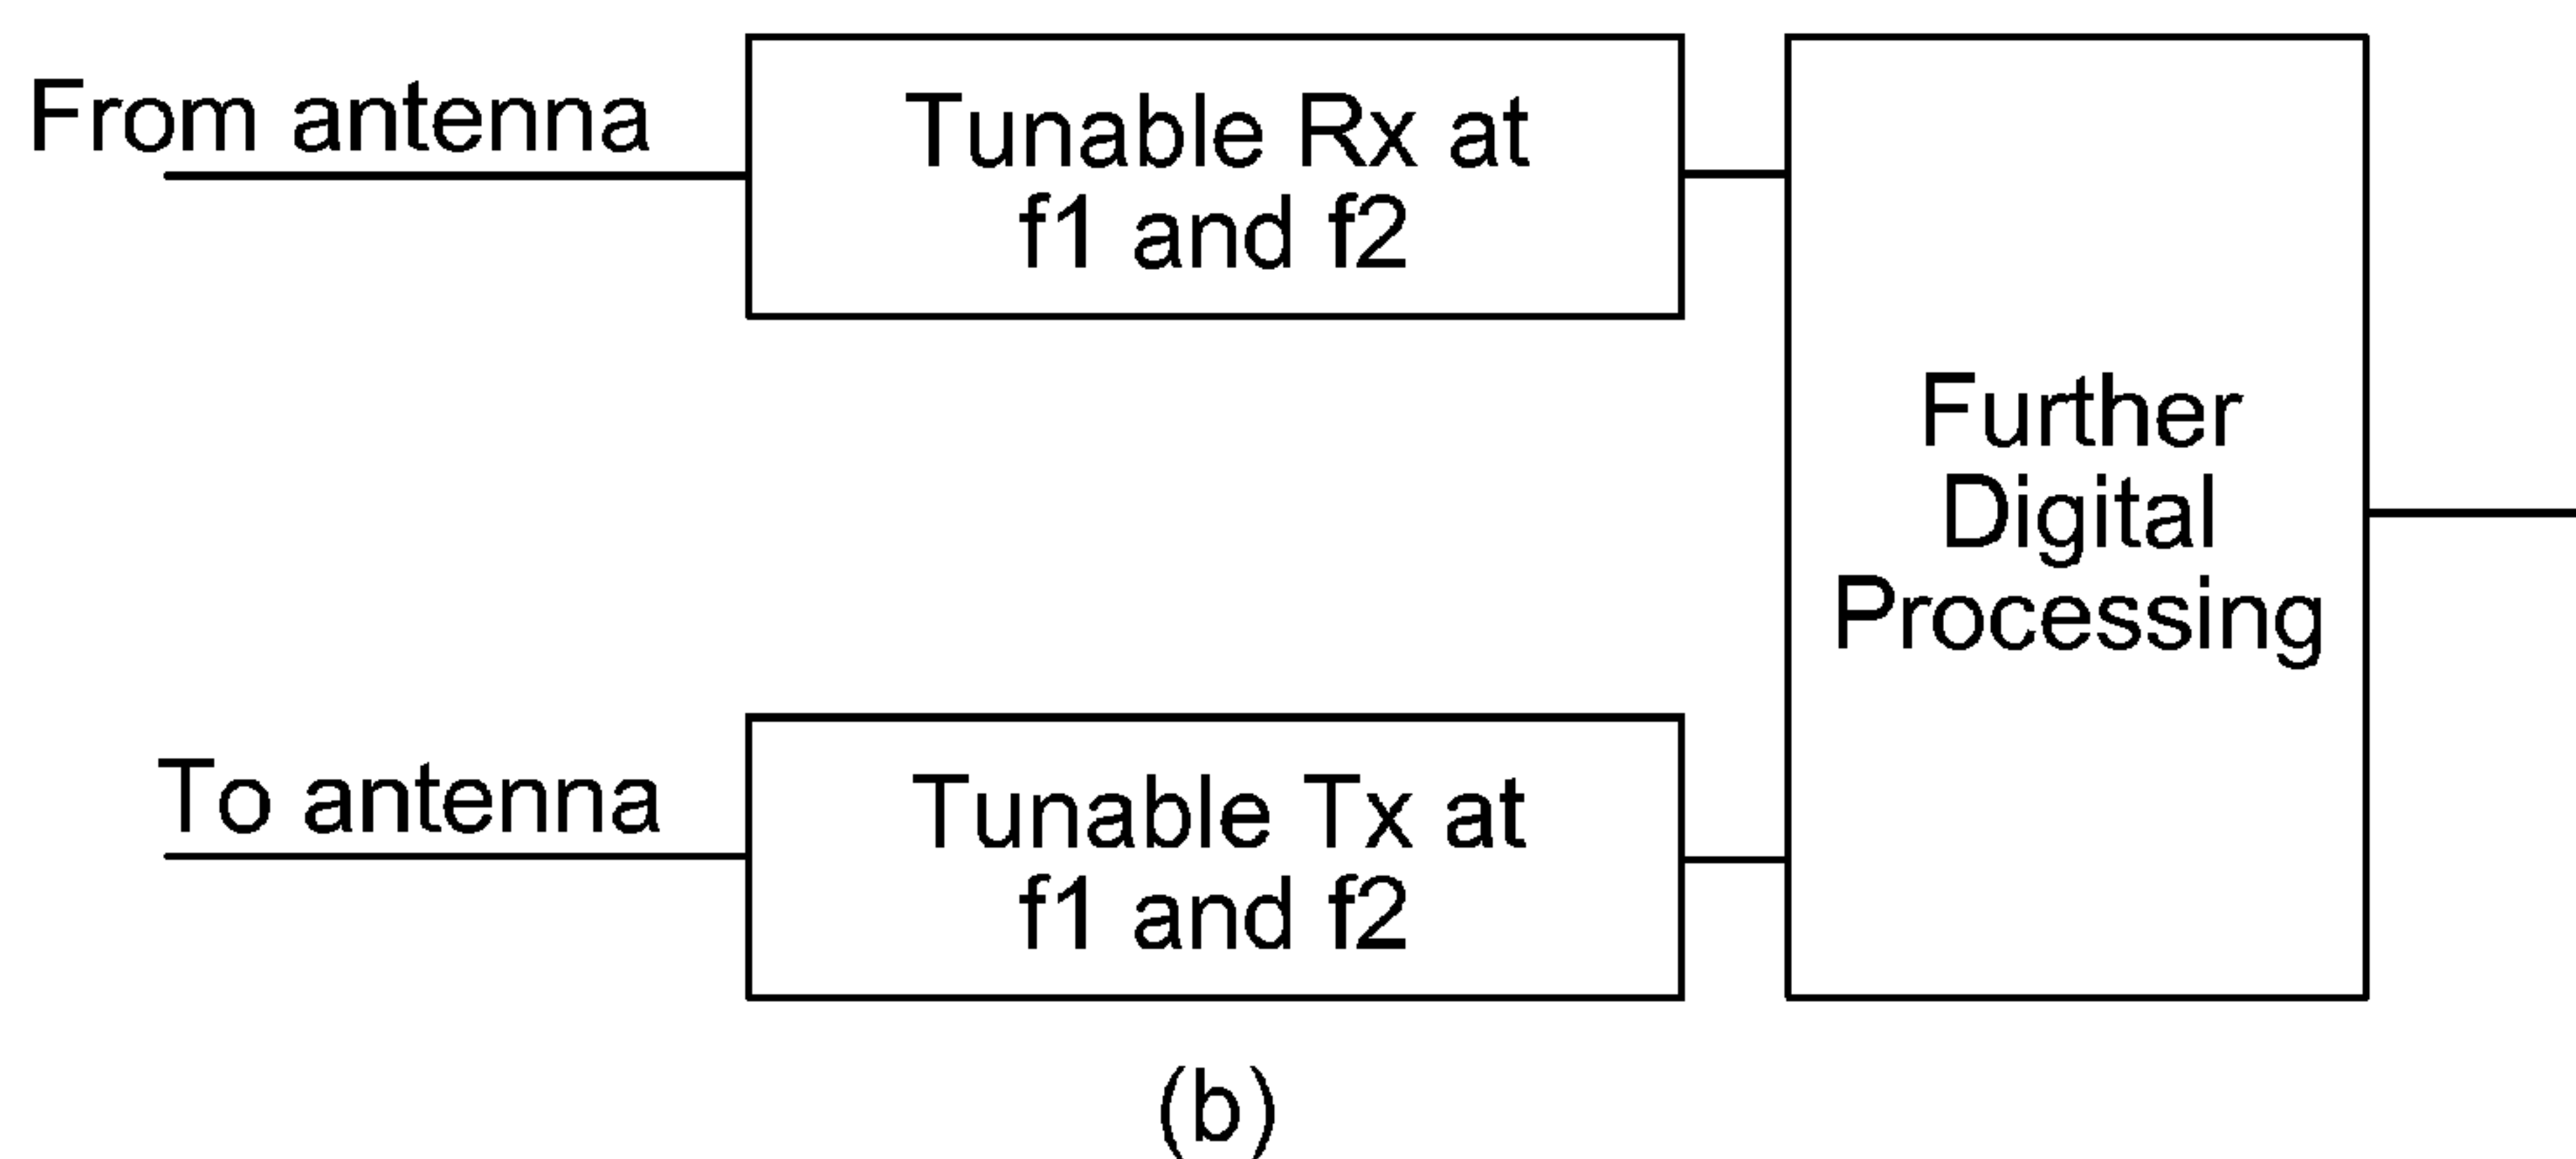 From antenna
Tunable Rx at
f1 and f2
Further
Digital
Processing
To antenna
Tunable Tx at
f1 and f2
(b)